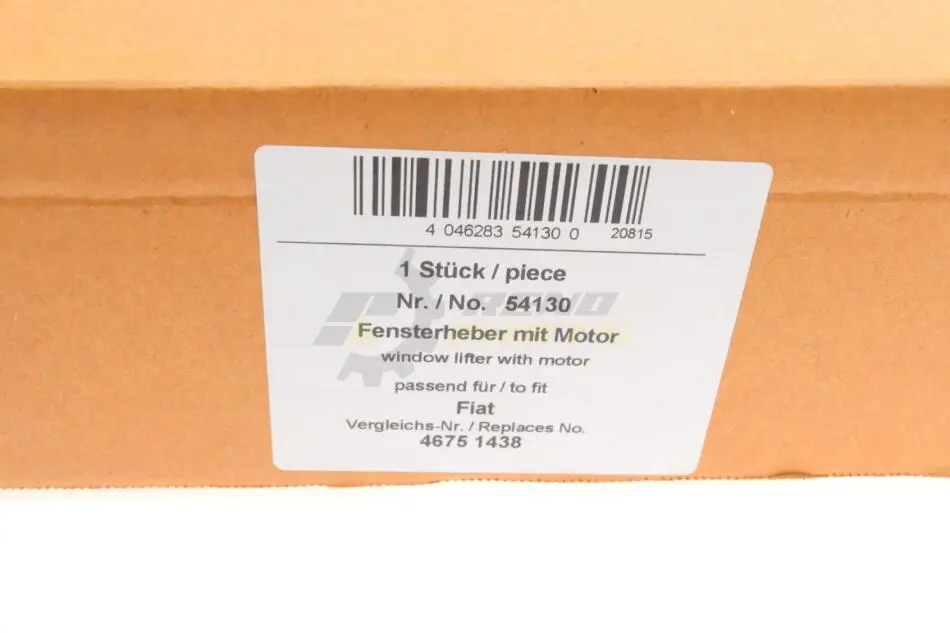 4 046283 54130 0 20815
1 Stück / piece
Nr. / No. 54130
Fensterheber mit Motor
window lifter with motor
passend für / to fit
Fiat
Vergleichs-Nr. / Replaces No.
4675 1438